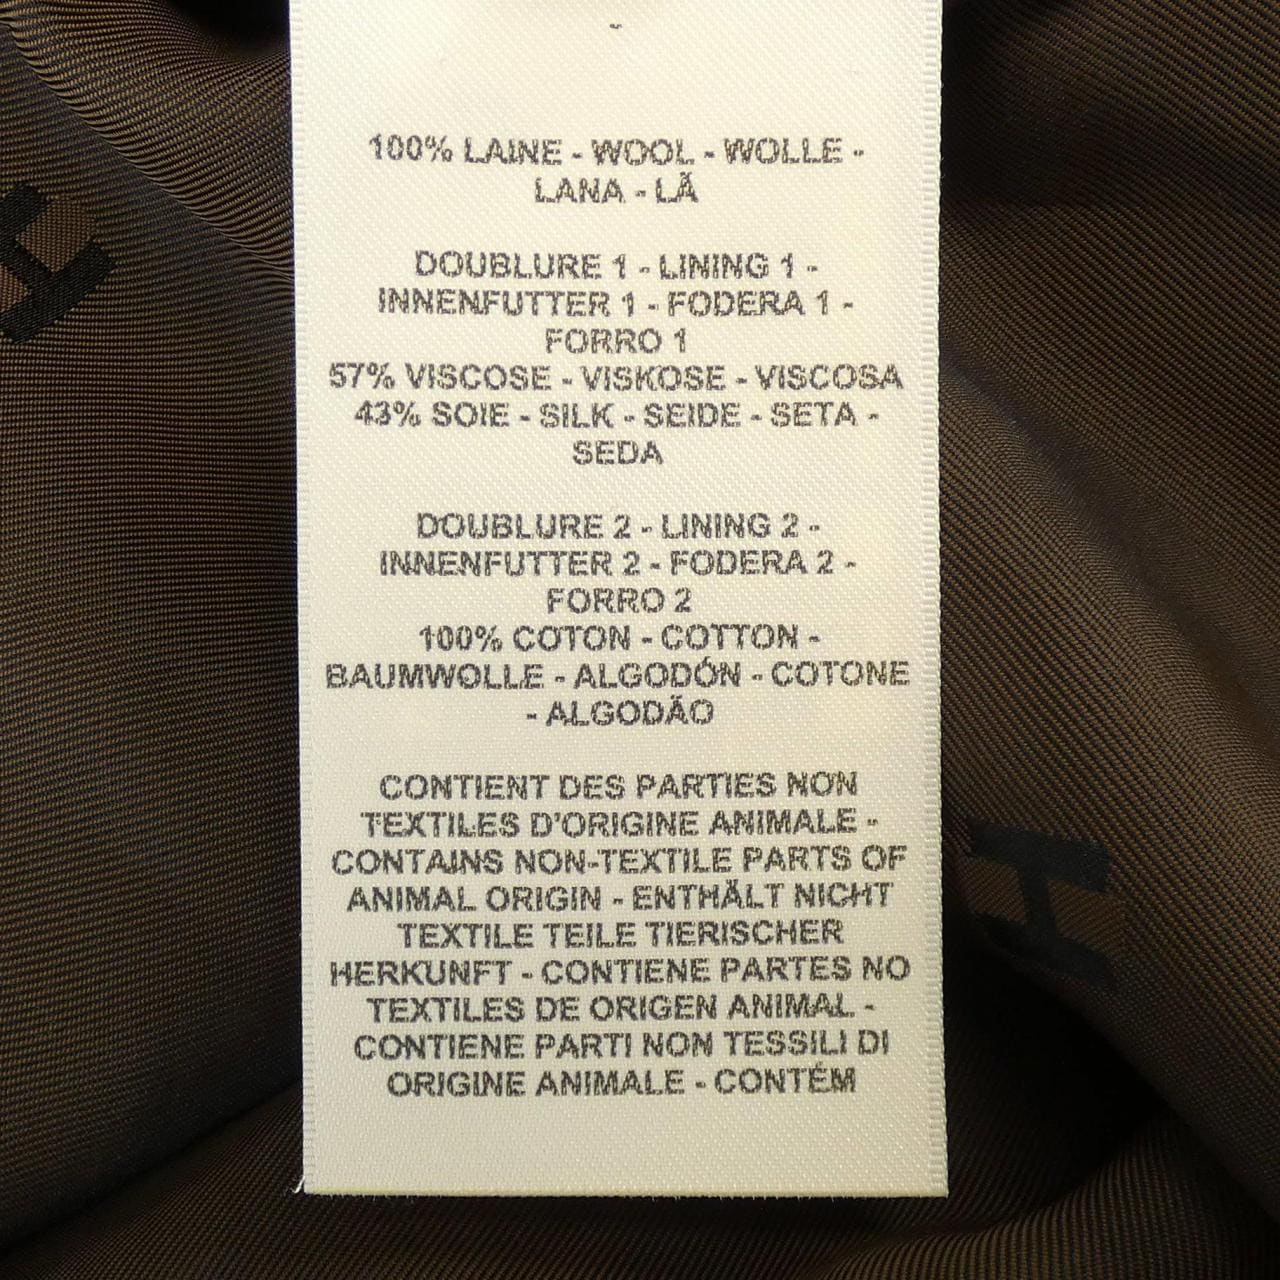 100% LAINE - WOOL - WOLLE -
LANA - LÃ
DOUBLURE 1 - LINING 1 -
INNENFUTTER 1 - FODERA 1 -
FORRO 1
57% VISCOSE - VISKOSE - VISCOSA
43% SOIE - SILK - SEIDE - SETA -
SEDA
DOUBLURE 2 - LINING 2 -
INNENFUTTER 2 - FODERA 2 -
FORRO 2
100% COTON - COTTON -
BAUMWOLLE - ALGODÓN - COTONE
- ALGODÃO
CONTIENT DES PARTIES NON
TEXTILES D'ORIGINE ANIMALE -
CONTAINS NON-TEXTILE PARTS OF
ANIMAL ORIGIN - ENTHÄLT NICHT
TEXTILE TEILE TIERISCHER
HERKUNFT - CONTIENE PARTES NO
TEXTILES DE ORIGEN ANIMAL -
CONTIENE PARTI NON TESSILI DI
ORIGINE ANIMALE - CONTÉM
H
H